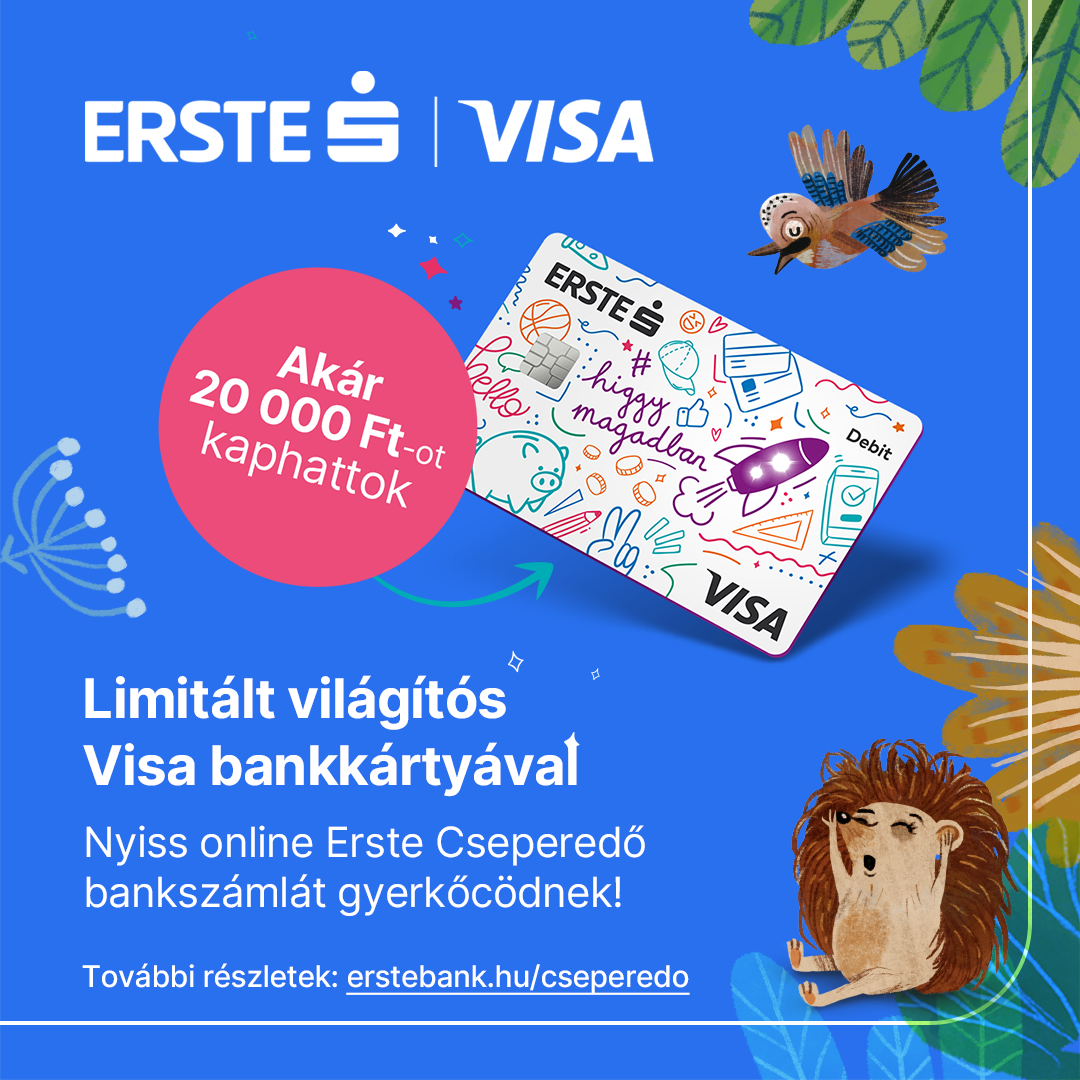 ERSTE
VISA
Akár
20 000 Ft-ot
kaphattok
ERSTE
#
higgy
magadban
hello
Debit
VISA
Limitált világítós
Visa bankkártyával
Nyiss online Erste Cseperedő
bankszámlát gyerkőcödnek!
További részletek: erstebank.hu/cseperedo